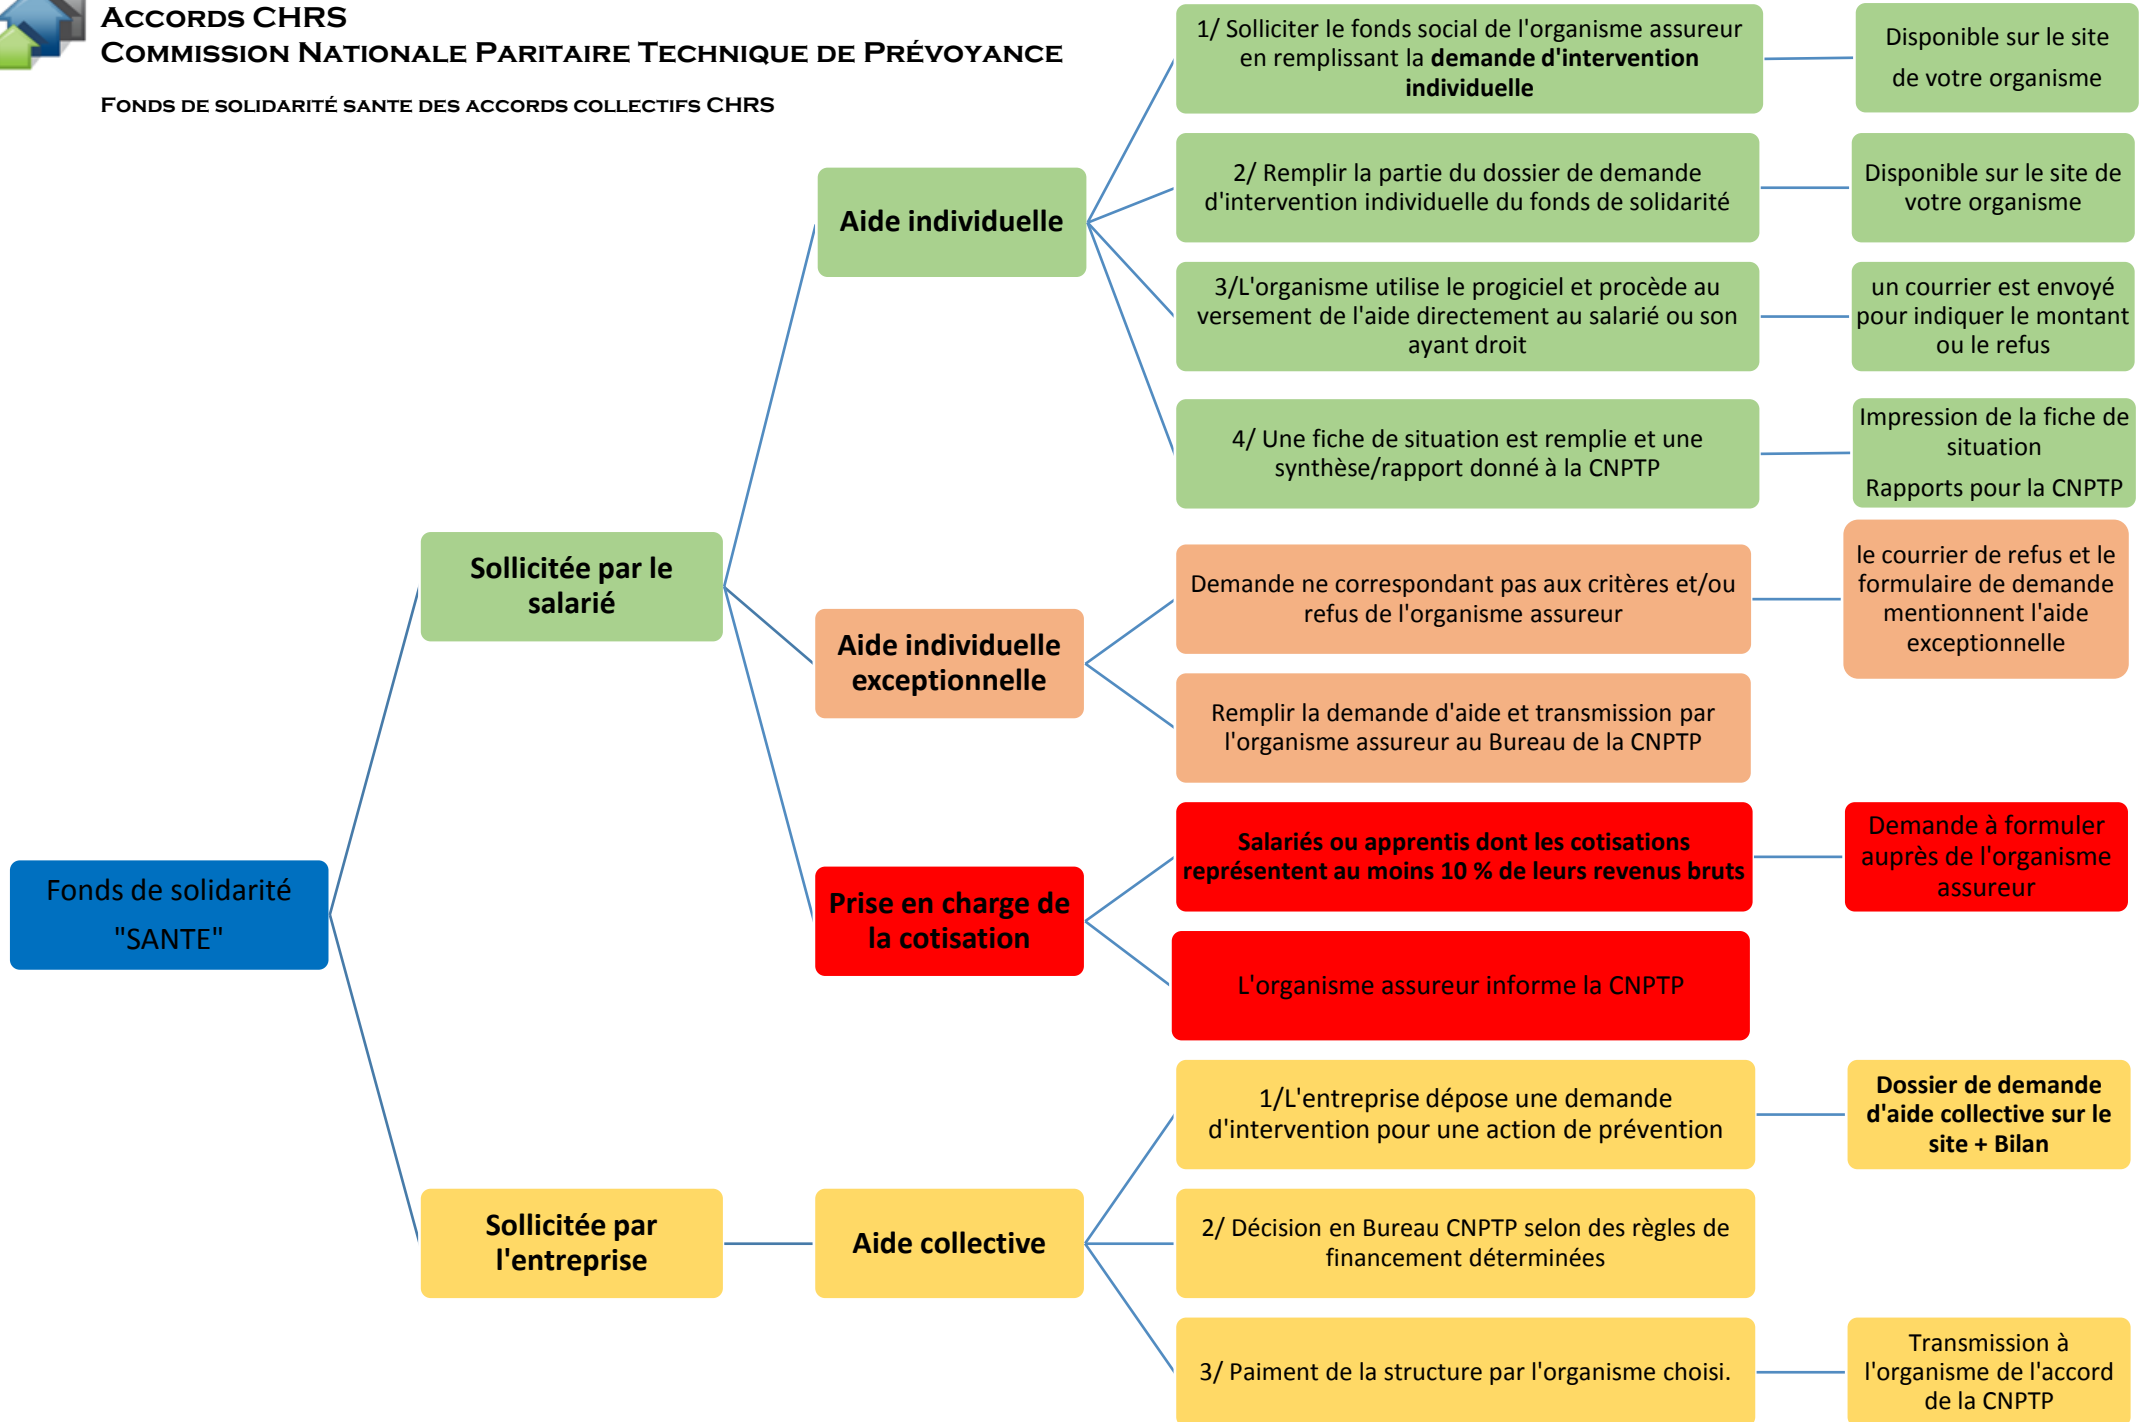 ACCORDS CHRS
COMMISSION NATIONALE PARITAIRE TECHNIQUE DE PRÉVOYANCE
FONDS DE SOLIDARITÉ SANTE DES ACCORDS COLLECTIFS CHRS
Fonds de solidarité
"SANTE"
Sollicitée par le
salarié
Aide individuelle
1/ Solliciter le fonds social de l'organisme assureur
en remplissant la demande d'intervention
individuelle
Disponible sur le site
de votre organisme
2/ Remplir la partie du dossier de demande
d'intervention individuelle du fonds de solidarité
Disponible sur le site de
votre organisme
3/L'organisme utilise le progiciel et procède au
versement de l'aide directement au salarié ou son
ayant droit
un courrier est envoyé
pour indiquer le montant
ou le refus
4/ Une fiche de situation est remplie et une
synthèse/rapport donné à la CNPTP
Impression de la fiche de
situation
Rapports pour la CNPTP
Aide individuelle
exceptionnelle
Demande ne correspondant pas aux critères et/ou
refus de l'organisme assureur
le courrier de refus et le
formulaire de demande
mentionnent l'aide
exceptionnelle
Remplir la demande d'aide et transmission par
l'organisme assureur au Bureau de la CNPTP
Prise en charge de
la cotisation
Salariés ou apprentis dont les cotisations
représentent au moins 10 % de leurs revenus bruts
Demande à formuler
auprès de l'organisme
assureur
L'organisme assureur informe la CNPTP
Sollicitée par
l'entreprise
Aide collective
1/L'entreprise dépose une demande
d'intervention pour une action de prévention
Dossier de demande
d'aide collective sur le
site + Bilan
2/ Décision en Bureau CNPTP selon des règles de
financement déterminées
3/ Paiment de la structure par l'organisme choisi.
Transmission à
l'organisme de l'accord
de la CNPTP